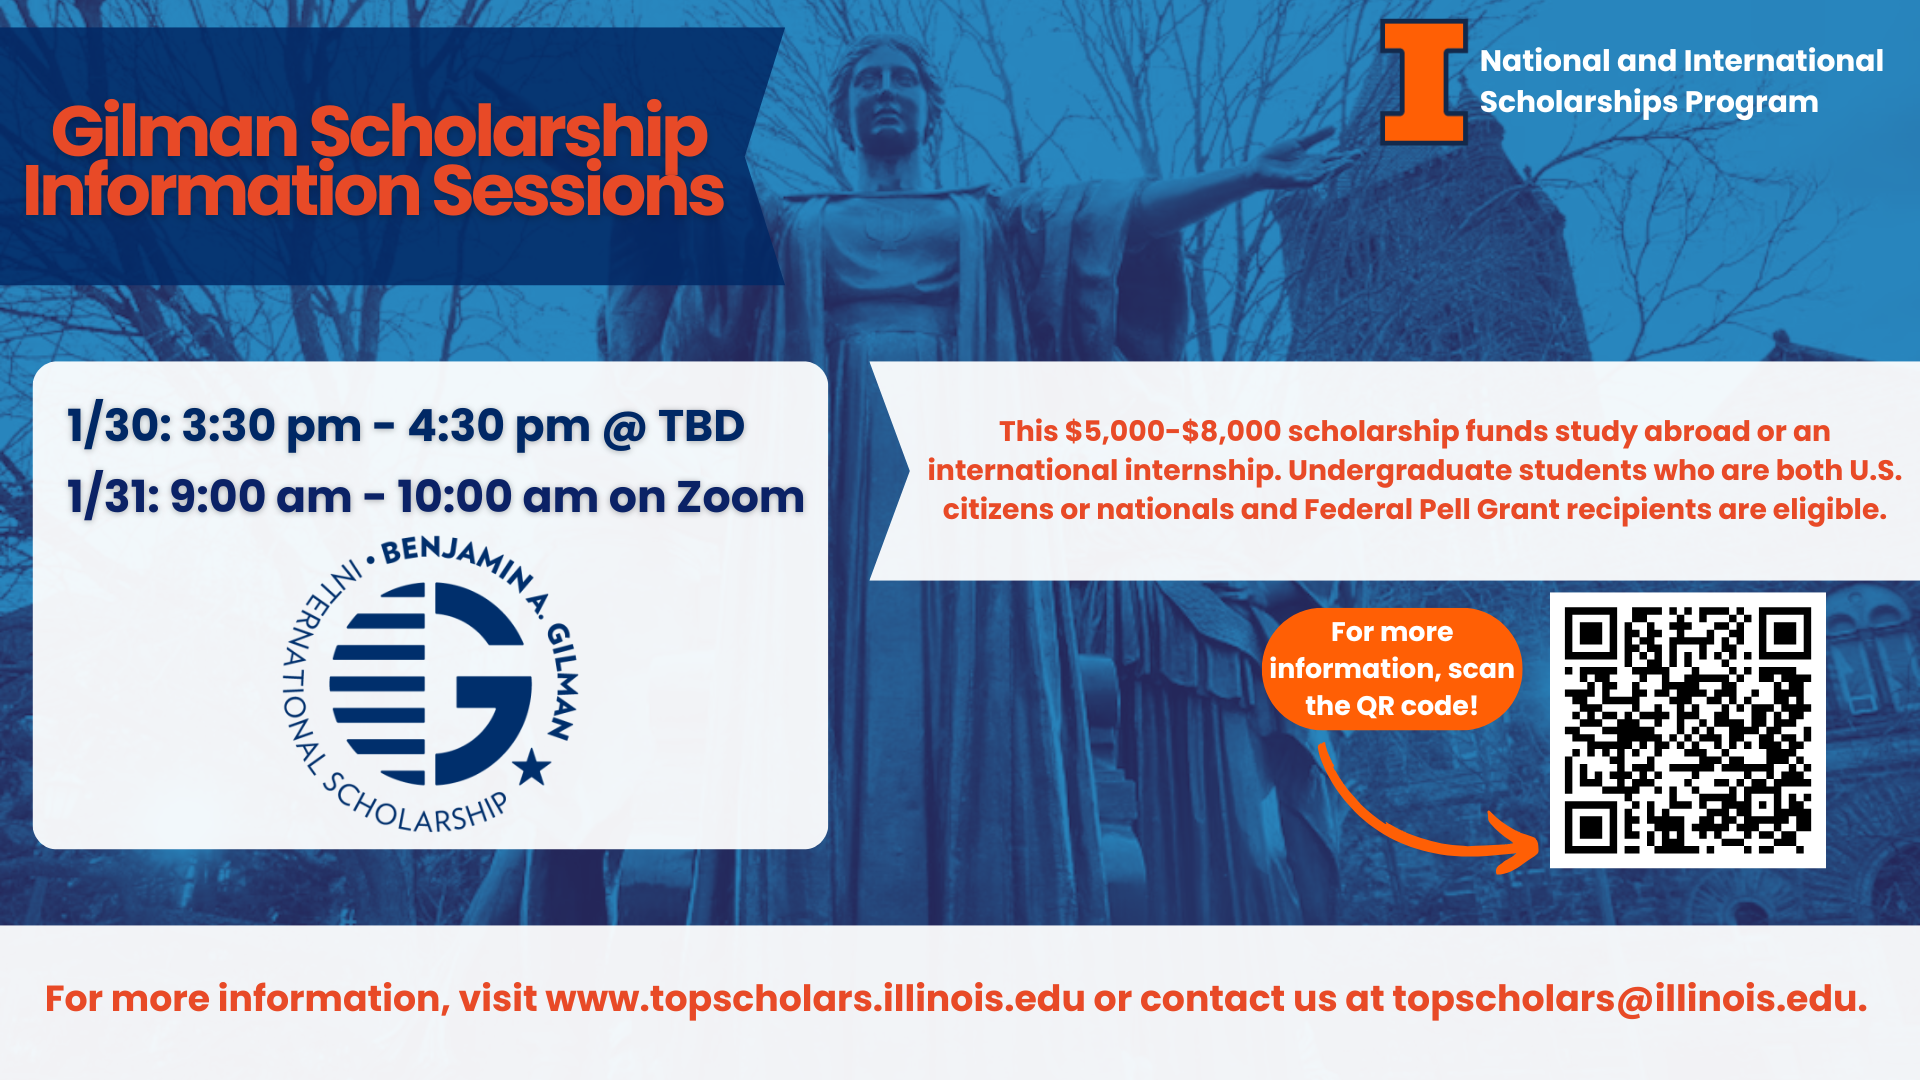 Gilman Scholarship
Information Sessions
National and International
Scholarships Program
1/30: 3:30 pm - 4:30 pm @ TBD
1/31: 9:00 am - 10:00 am on Zoom
• BENJAMIN A. GILMAN
INTERNATIONAL SCHOLARSHIP
This $5,000-$8,000 scholarship funds study abroad or an
international internship. Undergraduate students who are both U.S.
citizens or nationals and Federal Pell Grant recipients are eligible.
For more
information, scan
the QR code!
For more information, visit www.topscholars.illinois.edu or contact us at topscholars@illinois.edu.